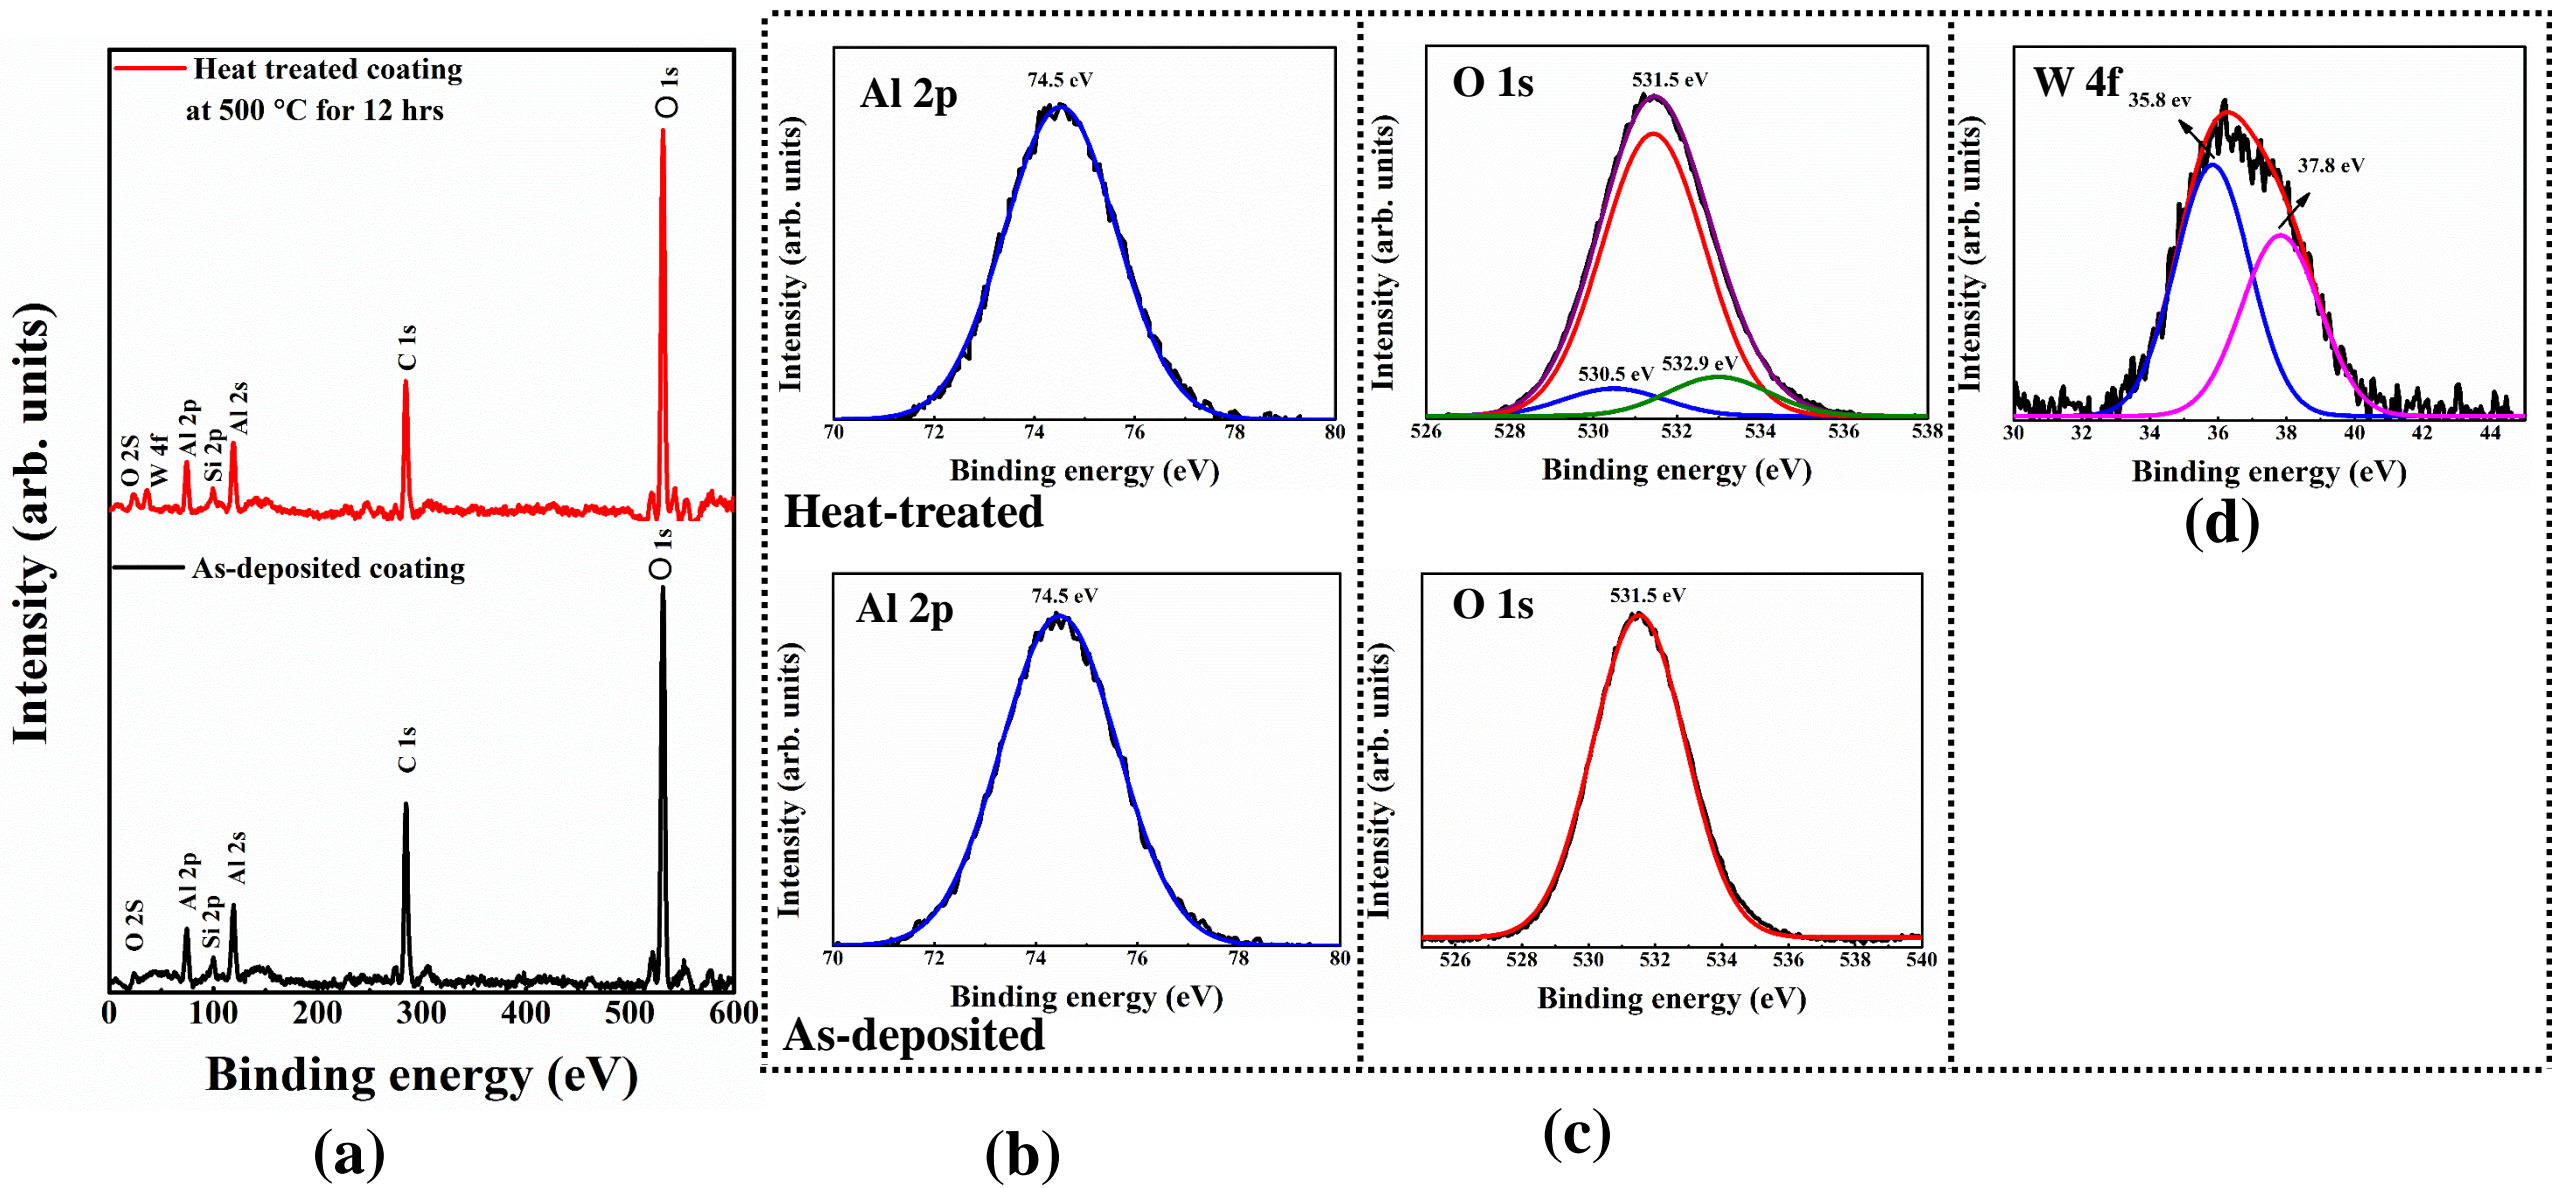 Intensity (arb. units)
Heat treated coating
at 500 °C for 12 hrs
O 2S
W 4f
Al 2p
Si 2p
Al 2s
C 1s
O 1s
As-deposited coating
O 2S
Al 2p
Si 2p
Al 2s
C 1s
O 1s
0 100 200 300 400 500 600
Binding energy (eV)
(a)
Al 2p
74.5 eV
Intensity (arb. units)
70 72 74 76 78 80
Binding energy (eV)
Heat-treated
Al 2p
74.5 eV
Intensity (arb. units)
70 72 74 76 78 80
Binding energy (eV)
As-deposited
(b)
O 1s
531.5 eV
530.5 eV
532.9 eV
Intensity (arb. units)
526 528 530 532 534 536 538
Binding energy (eV)
O 1s
531.5 eV
Intensity (arb. units)
526 528 530 532 534 536 538 540
Binding energy (eV)
(c)
W 4f
35.8 ev
37.8 eV
Intensity (arb. units)
30 32 34 36 38 40 42 44
Binding energy (eV)
(d)